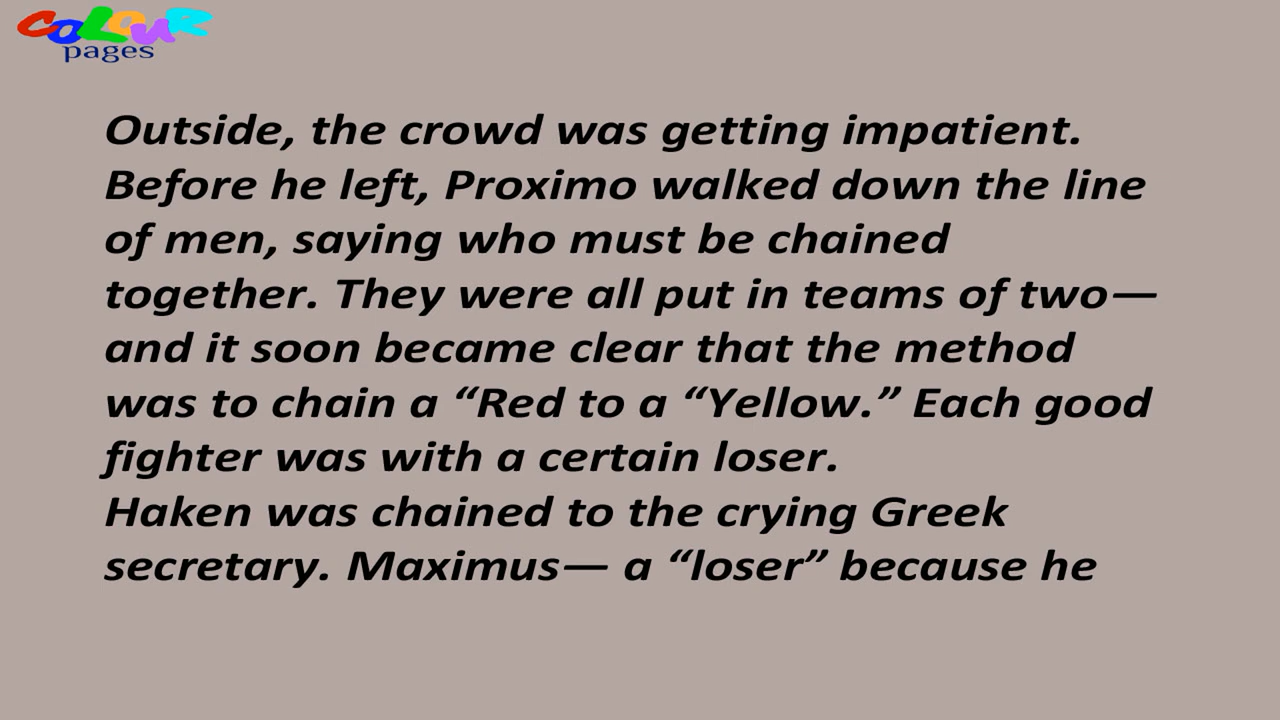 COLOUR
pages
Outside, the crowd was getting impatient.
Before he left, Proximo walked down the line
of men, saying who must be chained
together. They were all put in teams of two—
and it soon became clear that the method
was to chain a “Red to a “Yellow.” Each good
fighter was with a certain loser.
Haken was chained to the crying Greek
secretary. Maximus— a “loser” because he